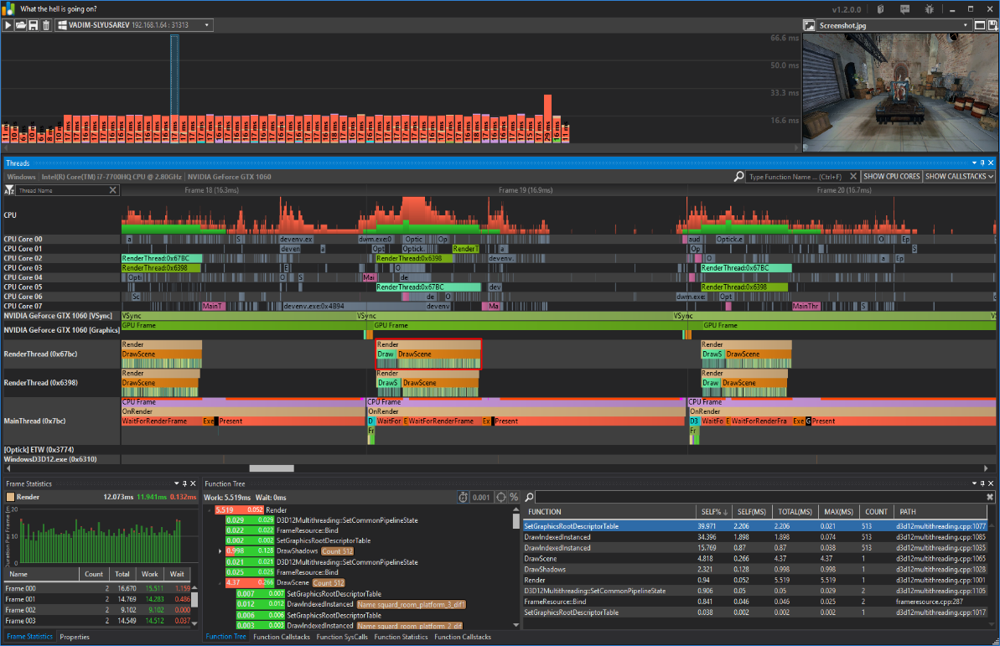 What the hell is going on?
v1.2.0.0
VADIM-SLYUSAREV 192.168.1.64 : 31313
Screenshot.jpg
66.6 ms
50.0 ms
33.3 ms
16.6 ms
Threads
Windows Intel(R) Core(TM) i7-7700HQ CPU @ 2.80GHz NVIDIA GeForce GTX 1060
Type Function Name ... (Ctrl+F)
SHOW CPU CORES
SHOW CALLSTACKS
Thread Name
Frame 18 (16.3ms) Frame 19 (16.9ms) Frame 20 (16.7ms)
CPU
CPU Core 00 a S devenv.ex dwm.exe0 Optic Op aud Optick.e O Ep
CPU Core 01 deven a Opt Optick. RenderT a O S
CPU Core 02 RenderThread:0x67BC RenderThread:0x6398 devenv. O a Ep
CPU Core 03 RenderThread:0x6398 E O RenderThread:0x67BC
CPU Core 04 Opti O S Mai de
CPU Core 05 RenderThread:0x67BC dev RenderThread:0x6398
CPU Core 06 Sc de O dwm.exe: Opt
CPU Core 07 MainT devenv.exe:0x4B94 devenv Ma MainThr
NVIDIA GeForce GTX 1060 [VSync] VSync VSync VSync VS
NVIDIA GeForce GTX 1060 [Graphics] GPU Frame GPU Frame GPU Frame
RenderThread (0x67bc) Render DrawScene Render Draw DrawScene Render DrawS DrawScene
RenderThread (0x6398) Render DrawScene Render DrawS DrawScene Render Draw DrawScene
MainThread (0x7bc) CPU Frame CPU Frame CPU Frame
OnRender OnRender OnRender
WaitForRenderFrame Exe Present D WaitFor E WaitForRenderFrame Ex Present D3 WaitFo E WaitForRenderFra Exe G Present
Fr Fr
[Optick] ETW (0x3774)
WindowsD3D12.exe (0x6310)
Frame Statistics
Render 12.073ms 11.941ms 0.132ms
Duration Per Frame
20
10
0
Name Count Total Work Wait
Frame 000 2 16.670 15.511 1.159
Frame 001 2 14.769 14.283 0.486
Frame 002 2 9.102 9.102 0.000
Frame 003 2 14.549 14.512 0.037
Frame Statistics Properties
Function Tree
Work: 5.519ms Wait: 0ms
0.001
%
5.519 0.052 Render
0.029 0.029 D3D12Multithreading::SetCommonPipelineState
0.022 0.022 FrameResource::Bind
0.002 0.002 SetGraphicsRootDescriptorTable
0.998 0.128 DrawShadows Count 512
0.021 0.021 D3D12Multithreading::SetCommonPipelineState
0.025 0.025 FrameResource::Bind
4.37 0.266 DrawScene Count 512
0.007 0.007 SetGraphicsRootDescriptorTable
0.012 0.012 DrawIndexedInstanced Name squard_room_platform_3_dif1
0.006 0.006 SetGraphicsRootDescriptorTable
0.003 0.003 DrawIndexedInstanced Name squard_room_platform_2_dif
Function Tree Function Callstacks Function SysCalls Function Statistics Function Callstacks
FUNCTION SELF% SELF(MS) TOTAL(MS) MAX(MS) COUNT PATH
SetGraphicsRootDescriptorTable 39.971 2.206 2.206 0.021 513 d3d12multithreading.cpp:1077
DrawIndexedInstanced 34.396 1.898 1.898 0.074 513 d3d12multithreading.cpp:1085
DrawIndexedInstanced 15.769 0.87 0.87 0.038 513 d3d12multithreading.cpp:1035
DrawScene 4.818 0.266 4.37 4.37 1 d3d12multithreading.cpp:1065
DrawShadows 2.321 0.128 0.998 0.998 1 d3d12multithreading.cpp:1028
Render 0.94 0.052 5.519 5.519 1 d3d12multithreading.cpp:1001
D3D12Multithreading::SetCommonPipelineState 0.906 0.05 0.05 0.029 2 d3d12multithreading.cpp:1105
FrameResource::Bind 0.841 0.046 0.046 0.025 2 frameresource.cpp:287
SetGraphicsRootDescriptorTable 0.038 0.002 0.002 0.002 1 d3d12multithreading.cpp:1017